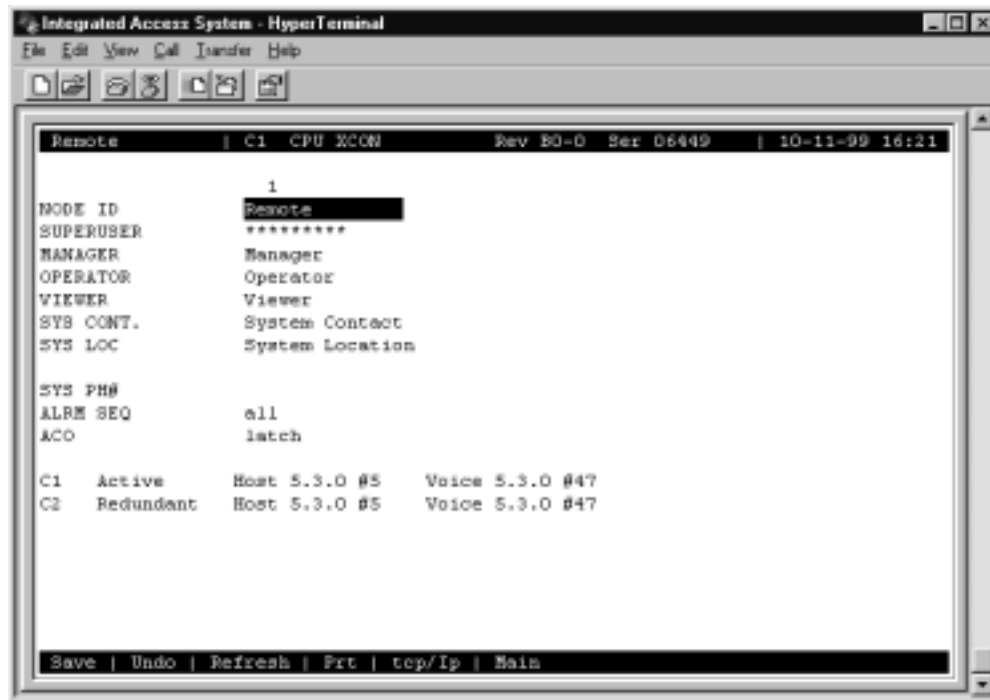 Integrated Access System - HyperTerminal
File Edit View Call Transfer Help
Remote | C1 CPU XCON Rev B0-0 Ser 06449 | 10-11-99 16:21
1
NODE ID Remote
SUPERUSER *********
MANAGER Manager
OPERATOR Operator
VIEWER Viewer
SYS CONT. System Contact
SYS LOC System Location
SYS PH#
ALRM SEQ all
ACO latch
C1 Active Host 5.3.0 #5 Voice 5.3.0 #47
C2 Redundant Host 5.3.0 #5 Voice 5.3.0 #47
Save | Undo | Refresh | Prt | tcp/Ip | Main